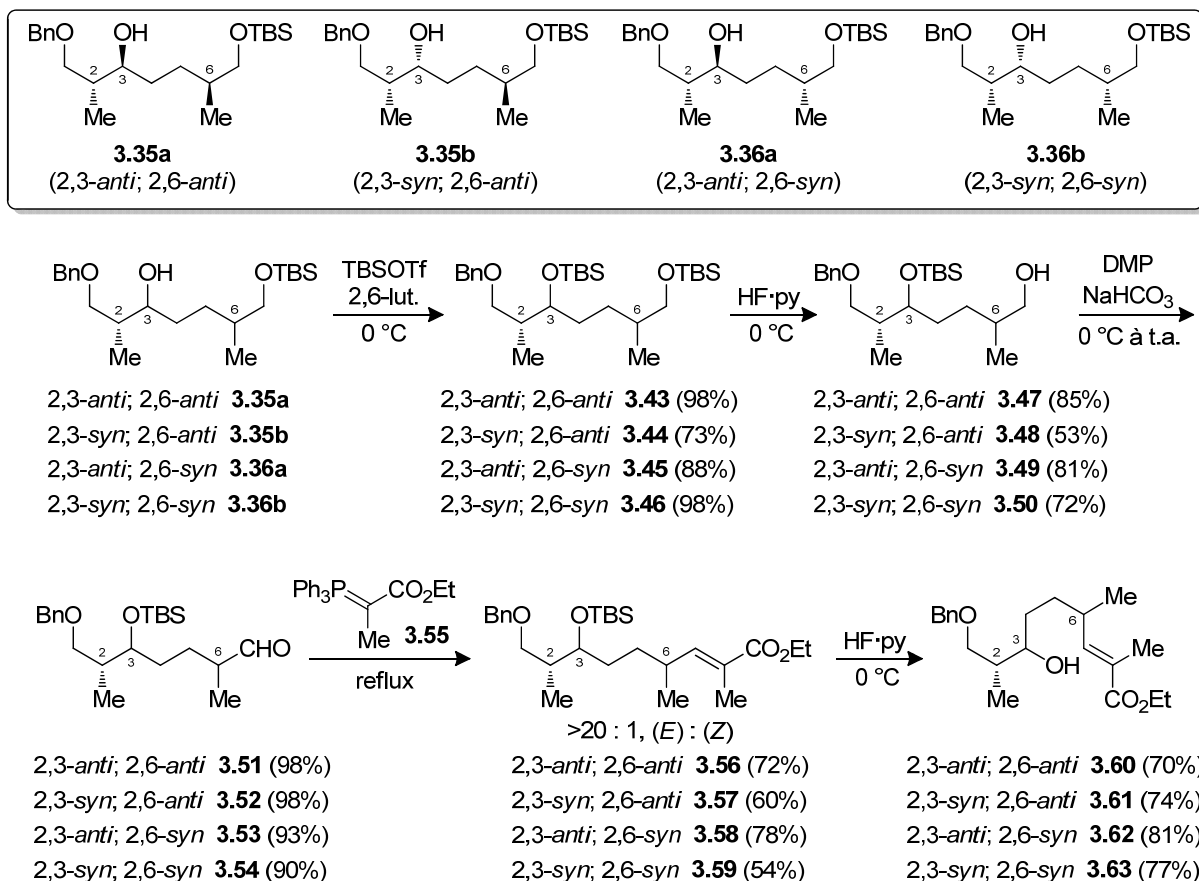 BnO OH OTBS BnO OH OTBS BnO OH OTBS BnO OH OTBS
2 3 6 2 3 6 2 3 6 2 3 6
Me Me Me Me Me Me Me Me
3.35a 3.35b 3.36a 3.36b
(2,3-anti; 2,6-anti) (2,3-syn; 2,6-anti) (2,3-anti; 2,6-syn) (2,3-syn; 2,6-syn)
BnO OH OTBS
2 3 6
Me Me
2,3-anti; 2,6-anti 3.35a
2,3-syn; 2,6-anti 3.35b
2,3-anti; 2,6-syn 3.36a
2,3-syn; 2,6-syn 3.36b
TBSOTf
2,6-lut.
0 °C
BnO OTBS OTBS
2 3 6
Me Me
2,3-anti; 2,6-anti 3.43 (98%)
2,3-syn; 2,6-anti 3.44 (73%)
2,3-anti; 2,6-syn 3.45 (88%)
2,3-syn; 2,6-syn 3.46 (98%)
HF·py
0 °C
BnO OTBS OH
2 3 6
Me Me
2,3-anti; 2,6-anti 3.47 (85%)
2,3-syn; 2,6-anti 3.48 (53%)
2,3-anti; 2,6-syn 3.49 (81%)
2,3-syn; 2,6-syn 3.50 (72%)
DMP
NaHCO3
0 °C à t.a.
BnO OTBS
2 3 6 CHO
Me Me
2,3-anti; 2,6-anti 3.51 (98%)
2,3-syn; 2,6-anti 3.52 (98%)
2,3-anti; 2,6-syn 3.53 (93%)
2,3-syn; 2,6-syn 3.54 (90%)
Ph3P CO2Et
Me 3.55
reflux
BnO OTBS
2 3 6 CO2Et
Me Me Me
>20 : 1, (E) : (Z)
2,3-anti; 2,6-anti 3.56 (72%)
2,3-syn; 2,6-anti 3.57 (60%)
2,3-anti; 2,6-syn 3.58 (78%)
2,3-syn; 2,6-syn 3.59 (54%)
HF·py
0 °C
Me
BnO 6
3 Me
2 OH
Me CO2Et
2,3-anti; 2,6-anti 3.60 (70%)
2,3-syn; 2,6-anti 3.61 (74%)
2,3-anti; 2,6-syn 3.62 (81%)
2,3-syn; 2,6-syn 3.63 (77%)